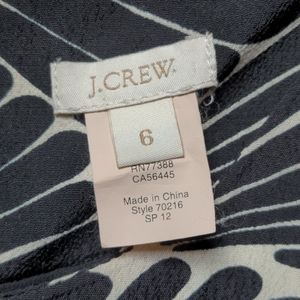 J.CREW
6
RN77388
CA56445
Made in China
Style 70216
SP 12